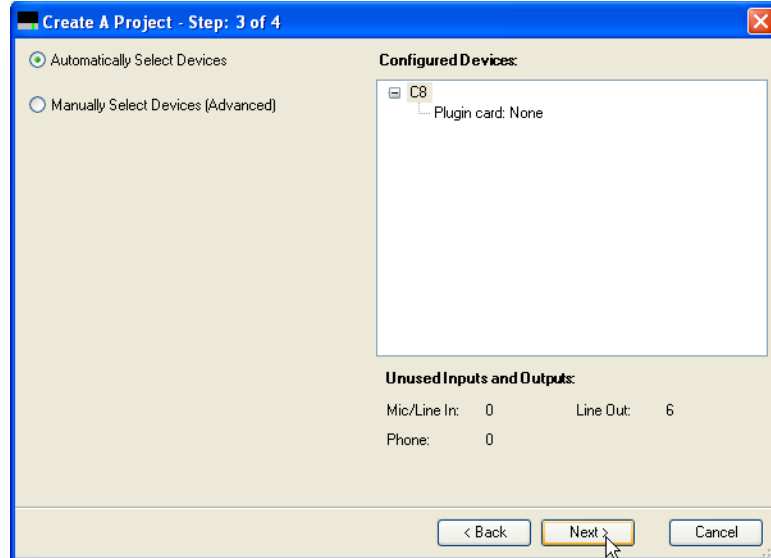 Create A Project - Step: 3 of 4
Automatically Select Devices
Manually Select Devices (Advanced)
Configured Devices:
C8
Plugin card: None
Unused Inputs and Outputs:
Mic/Line In: 0 Line Out: 6
Phone: 0
< Back Next > Cancel